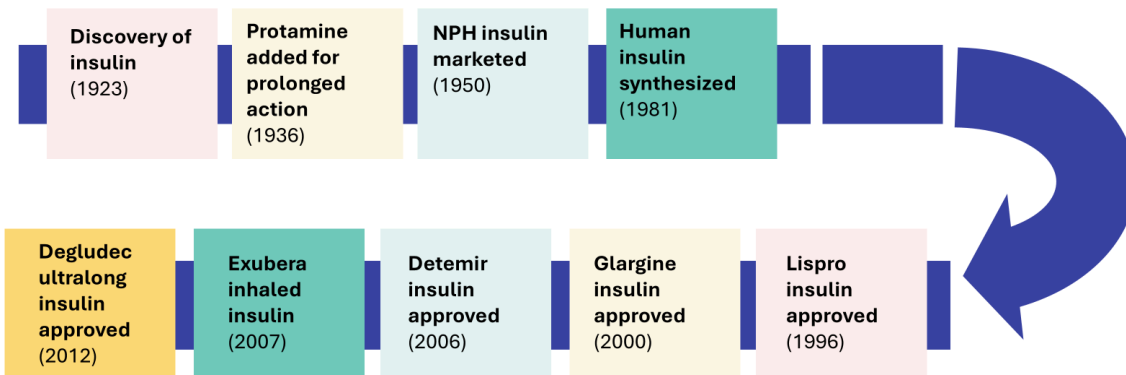 Discovery of
insulin
(1923)
Protamine
added for
prolonged
action
(1936)
NPH insulin
marketed
(1950)
Human
insulin
synthesized
(1981)
Lispro
insulin
approved
(1996)
Glargine
insulin
approved
(2000)
Detemir
insulin
approved
(2006)
Exubera
inhaled
insulin
(2007)
Degludec
ultralong
insulin
approved
(2012)